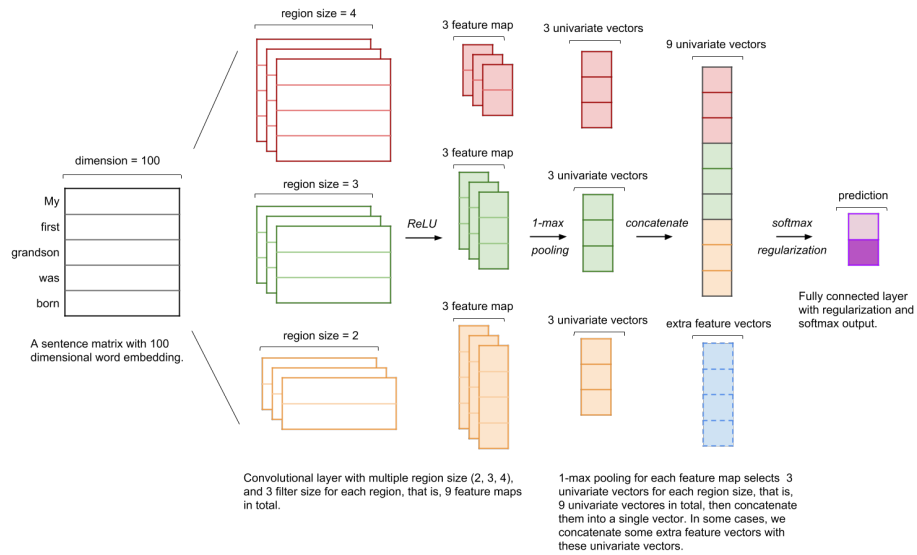 region size = 4
3 feature map
3 univariate vectors
9 univariate vectors
dimension = 100
My
first
grandson
was
born
A sentence matrix with 100
dimensional word embedding.
region size = 3
ReLU
3 feature map
1-max
pooling
3 univariate vectors
concatenate
softmax
regularization
prediction
Fully connected layer
with regularization and
softmax output.
region size = 2
3 feature map
3 univariate vectors
extra feature vectors
Convolutional layer with multiple region size (2, 3, 4),
and 3 filter size for each region, that is, 9 feature maps
in total.
1-max pooling for each feature map selects 3
univariate vectors for each region size, that is,
9 univariate vectores in total, then concatenate
them into a single vector. In some cases, we
concatenate some extra feature vectors with
these univariate vectors.